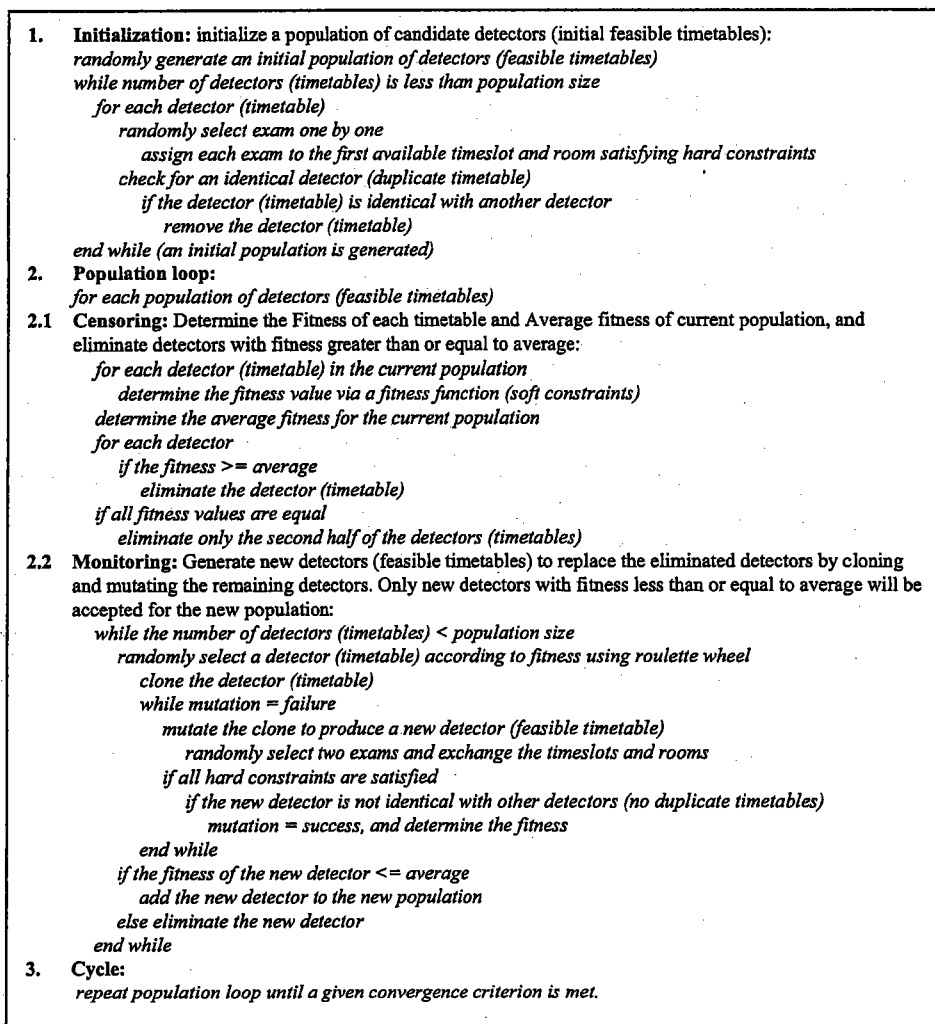 1. Initialization: initialize a population of candidate detectors (initial feasible timetables):
randomly generate an initial population of detectors (feasible timetables)
while number of detectors (timetables) is less than population size
for each detector (timetable)
randomly select exam one by one
assign each exam to the first available timeslot and room satisfying hard constraints
check for an identical detector (duplicate timetable)
if the detector (timetable) is identical with another detector
remove the detector (timetable)
end while (an initial population is generated)
2. Population loop:
for each population of detectors (feasible timetables)
2.1 Censoring: Determine the Fitness of each timetable and Average fitness of current population, and
eliminate detectors with fitness greater than or equal to average:
for each detector (timetable) in the current population
determine the fitness value via a fitness function (soft constraints)
determine the average fitness for the current population
for each detector
if the fitness >= average
eliminate the detector (timetable)
if all fitness values are equal
eliminate only the second half of the detectors (timetables)
2.2 Monitoring: Generate new detectors (feasible timetables) to replace the eliminated detectors by cloning
and mutating the remaining detectors. Only new detectors with fitness less than or equal to average will be
accepted for the new population:
while the number of detectors (timetables) < population size
randomly select a detector (timetable) according to fitness using roulette wheel
clone the detector (timetable)
while mutation = failure
mutate the clone to produce a new detector (feasible timetable)
randomly select two exams and exchange the timeslots and rooms
if all hard constraints are satisfied
if the new detector is not identical with other detectors (no duplicate timetables)
mutation = success, and determine the fitness
end while
if the fitness of the new detector <= average
add the new detector to the new population
else eliminate the new detector
end while
3. Cycle:
repeat population loop until a given convergence criterion is met.